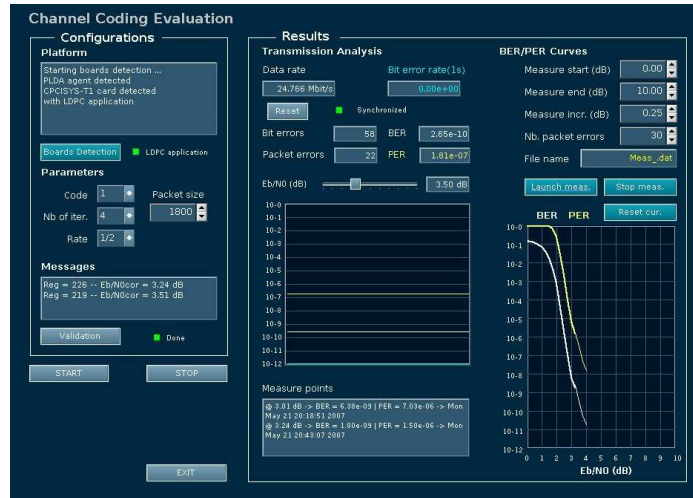 Channel Coding Evaluation
Configurations
Platform
Starting boards detection ...
PLDA agent detected
CPCISYS-T1 card detected
with LDPC application
Boards Detection
LDPC application
Parameters
Code 1
Packet size
1800
Nb of iter. 4
Rate 1/2
Messages
Reg = 226 -- Eb/N0cor = 3.24 dB
Reg = 219 -- Eb/N0cor = 3.51 dB
Validation
Done
START
STOP
EXIT
Results
Transmission Analysis
Data rate
Bit error rate(1s)
24.766 Mbit/s
0.00e+00
Reset
Synchronized
Bit errors 58 BER 2.65e-10
Packet errors 22 PER 1.81e-07
Eb/N0 (dB) 3.50 dB
10-0
10-1
10-2
10-3
10-4
10-5
10-6
10-7
10-8
10-9
10-10
10-11
10-12
Measure points
@ 3.01 dB -> BER = 6.38e-09 | PER = 7.03e-06 -> Mon
May 21 20:18:51 2007
@ 3.24 dB -> BER = 1.80e-09 | PER = 1.50e-06 -> Mon
May 21 20:43:07 2007
BER/PER Curves
Measure start (dB) 0.00
Measure end (dB) 10.00
Measure incr. (dB) 0.25
Nb. packet errors 30
File name Meas_.dat
Launch meas.
Stop meas.
Reset cur.
BER PER
10-0
10-1
10-2
10-3
10-4
10-5
10-6
10-7
10-8
10-9
10-10
10-11
10-12
0 1 2 3 4 5 6 7 8 9 10
Eb/N0 (dB)